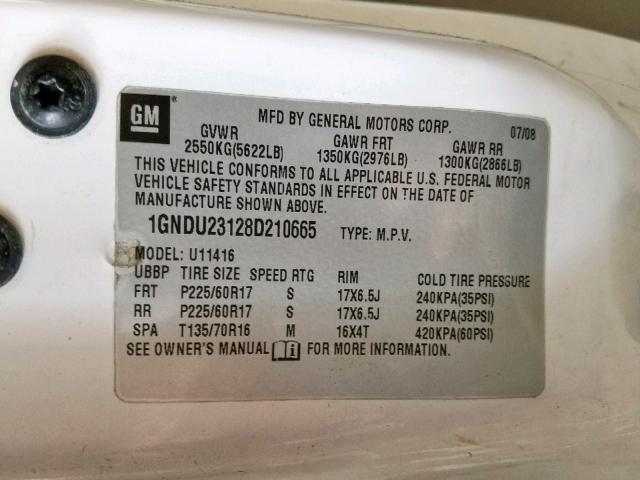 GM ®
MFD BY GENERAL MOTORS CORP. 07/08
GVWR GAWR FRT GAWR RR
2550KG(5622LB) 1350KG(2976LB) 1300KG(2866LB)
THIS VEHICLE CONFORMS TO ALL APPLICABLE U.S. FEDERAL MOTOR
VEHICLE SAFETY STANDARDS IN EFFECT ON THE DATE OF
MANUFACTURE SHOWN ABOVE.
1GNDU23128D210665 TYPE: M.P.V.
MODEL: U11416
UBBP TIRE SIZE SPEED RTG RIM COLD TIRE PRESSURE
FRT P225/60R17 S 17X6.5J 240KPA(35PSI)
RR P225/60R17 S 17X6.5J 240KPA(35PSI)
SPA T135/70R16 M 16X4T 420KPA(60PSI)
SEE OWNER'S MANUAL i FOR MORE INFORMATION.